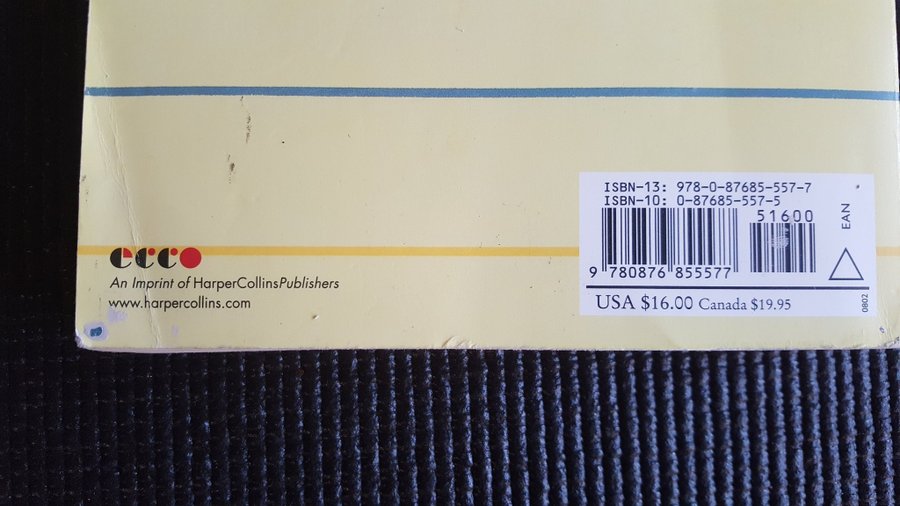 ISBN-13: 978-0-87685-557-7
ISBN-10: 0-87685-557-5
51600
EAN
9 780876 855577
USA $16.00 Canada $19.95
0802
ecco
An Imprint of HarperCollinsPublishers
www.harpercollins.com